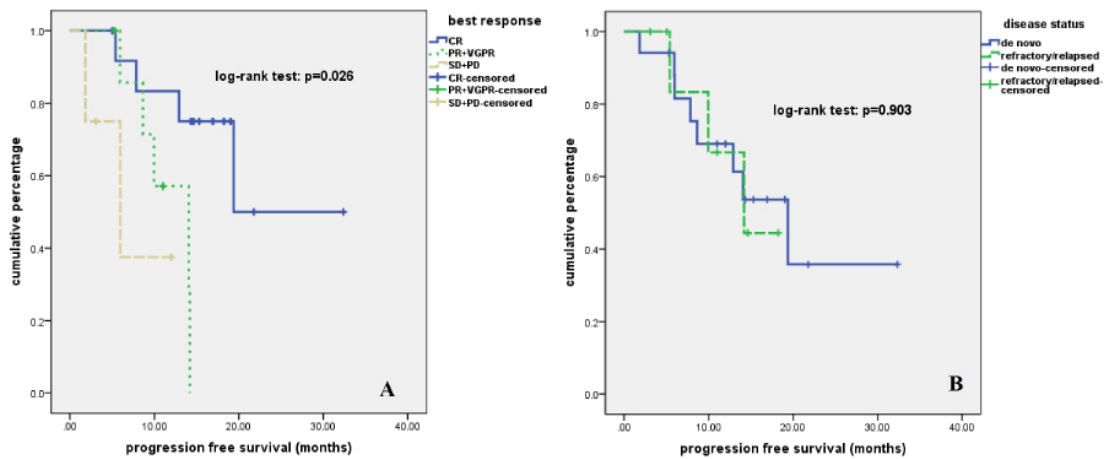 best response
CR
PR+VGPR
SD+PD
CR-censored
PR+VGPR-censored
SD+PD-censored
log-rank test: p=0.026
cumulative percentage
1.0
0.8
0.6
0.4
0.2
0.0
A
.00 10.00 20.00 30.00 40.00
progression free survival (months)
disease status
de novo
refractory/relapsed
de novo-censored
refractory/relapsed-
censored
log-rank test: p=0.903
cumulative percentage
1.0
0.8
0.6
0.4
0.2
0.0
B
.00 10.00 20.00 30.00 40.00
progression free survival (months)